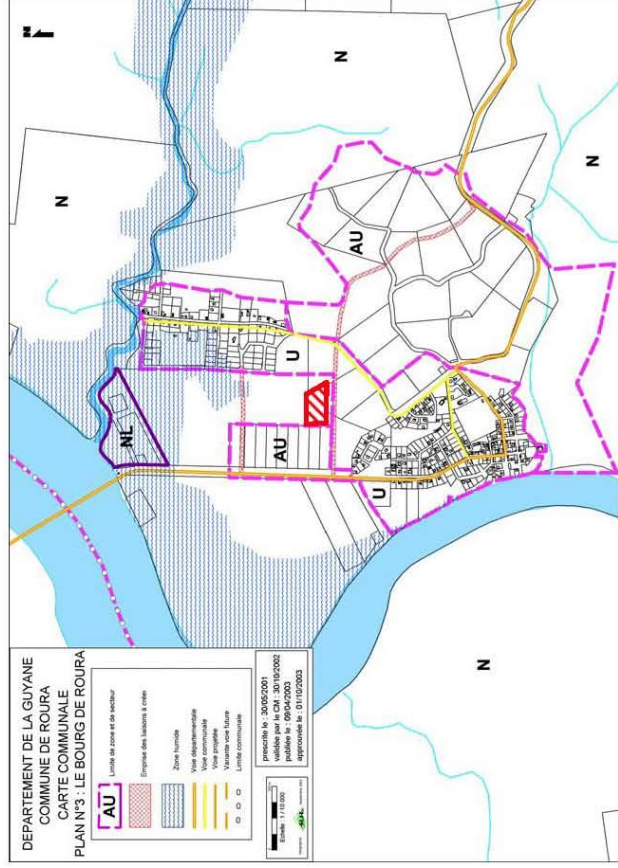 DEPARTEMENT DE LA GUYANE
COMMUNE DE ROURA
CARTE COMMUNALE
PLAN N°3 : LE BOURG DE ROURA
AU
Limite de zone et de secteur
Emprise des liaisons à créer
Zone humide
Voie départementale
Voie communale
Voie projetée
Variante voie future
Limite communale
Echelle : 1 / 10 000
prescrite le : 30/05/2001
validée par le CM : 30/10/2002
publiée le : 09/04/2003
approuvée le : 01/10/2003
N
N
N
NL
AU
U
AU
U
N
N